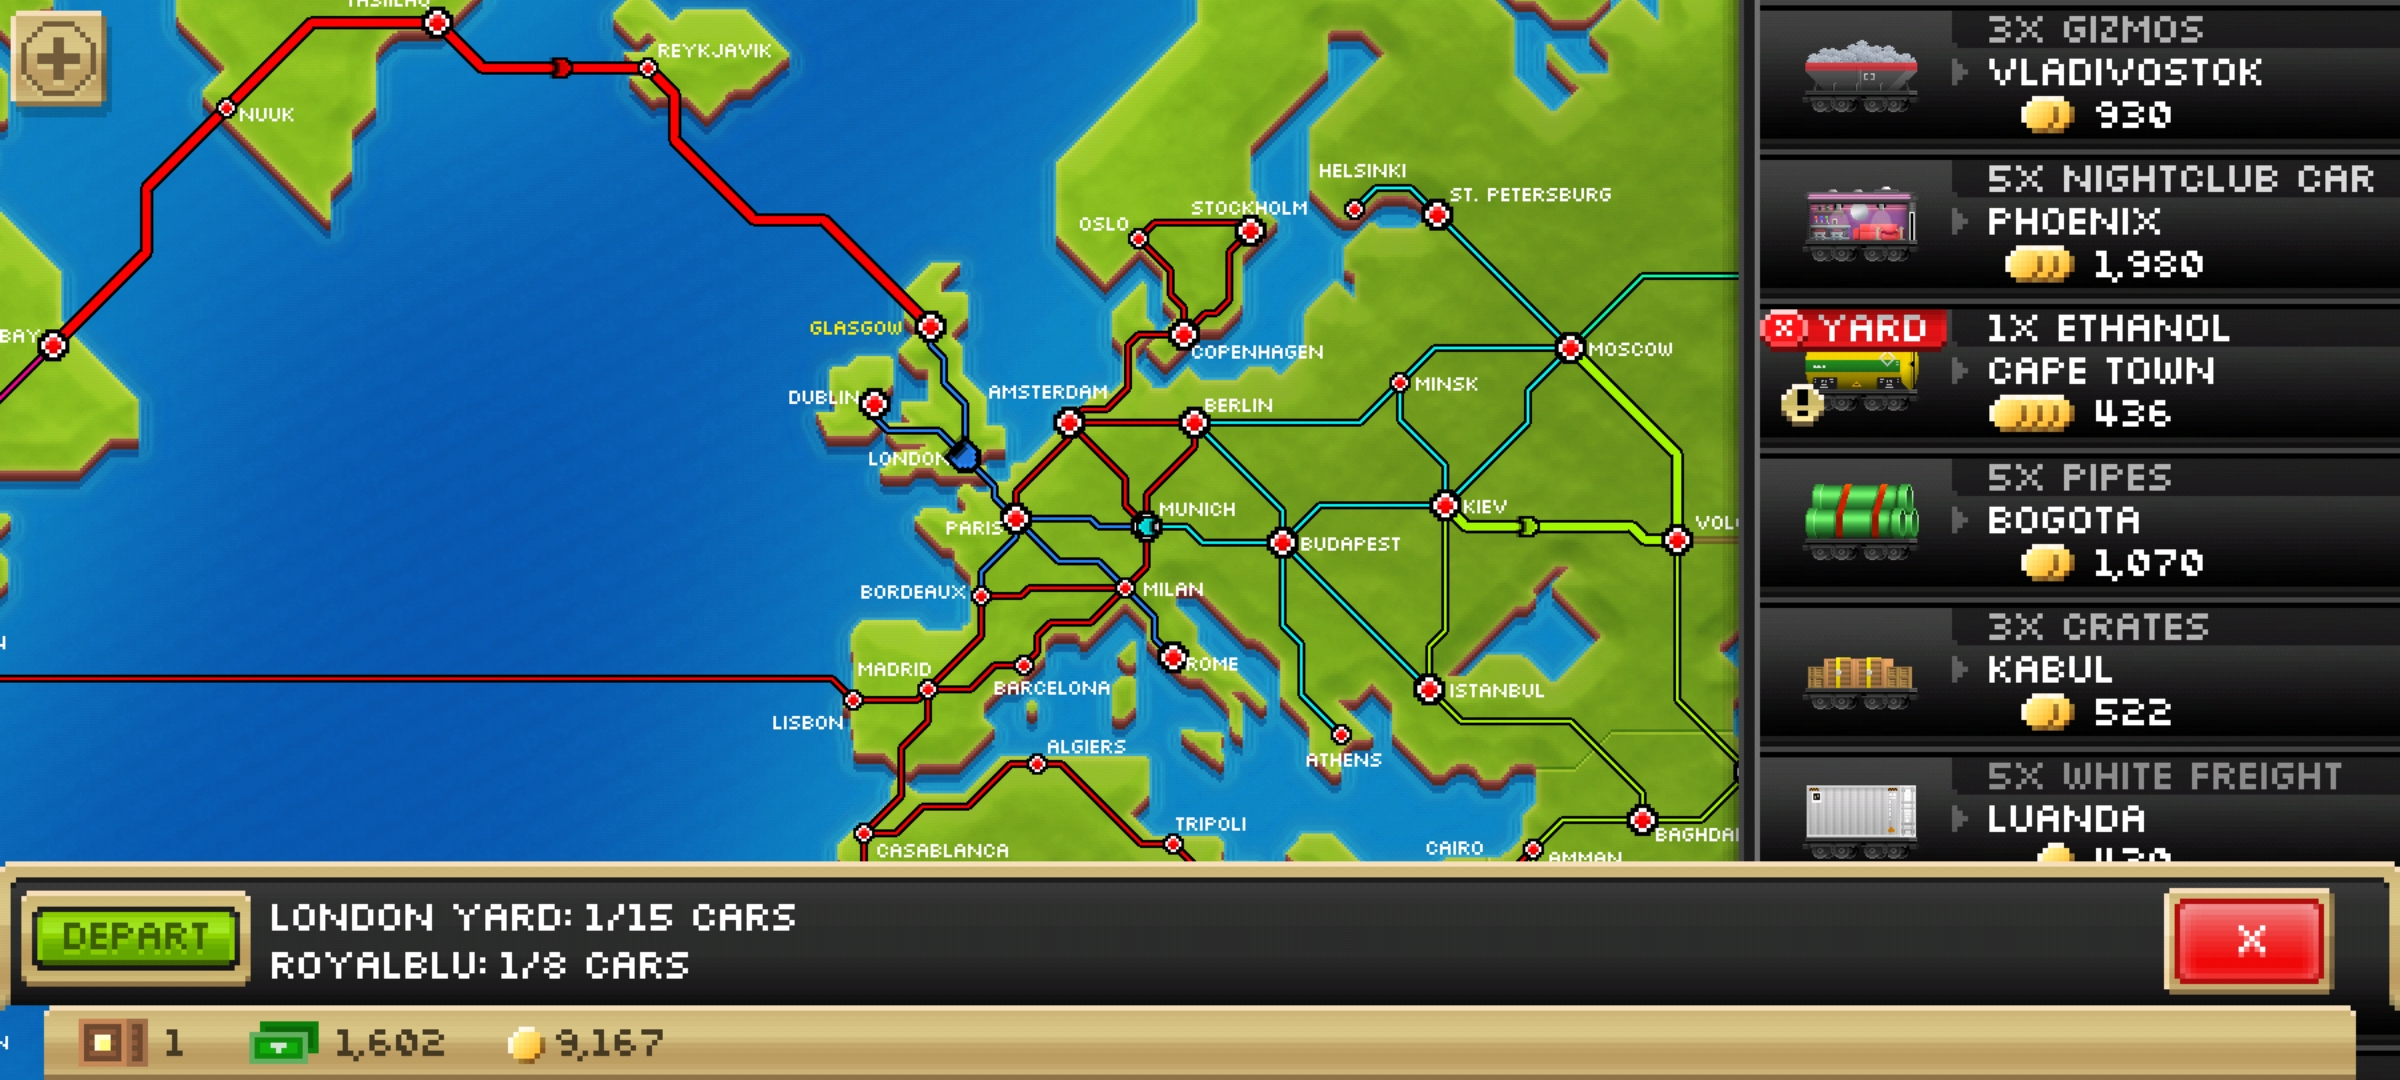 REYKJAVIK
NUUK
BAY
HELSINKI
ST. PETERSBURG
STOCKHOLM
OSLO
GLASGOW
COPENHAGEN
MOSCOW
DUBLIN
AMSTERDAM
BERLIN
MINSK
LONDON
PARIS
MUNICH
KIEV
BUDAPEST
BORDEAUX
MILAN
MADRID
ROME
BARCELONA
ISTANBUL
LISBON
ATHENS
ALGIERS
TRIPOLI
CASABLANCA
CAIRO
AMMAN
3X GIZMOS
VLADIVOSTOK
930
5X NIGHTCLUB CAR
PHOENIX
1,980
X YARD
1X ETHANOL
CAPE TOWN
436
5X PIPES
BOGOTA
1,070
3X CRATES
KABUL
522
5X WHITE FREIGHT
LUANDA
DEPART
LONDON YARD: 1/15 CARS
ROYALBLU: 1/8 CARS
X
1
1,602
9,167